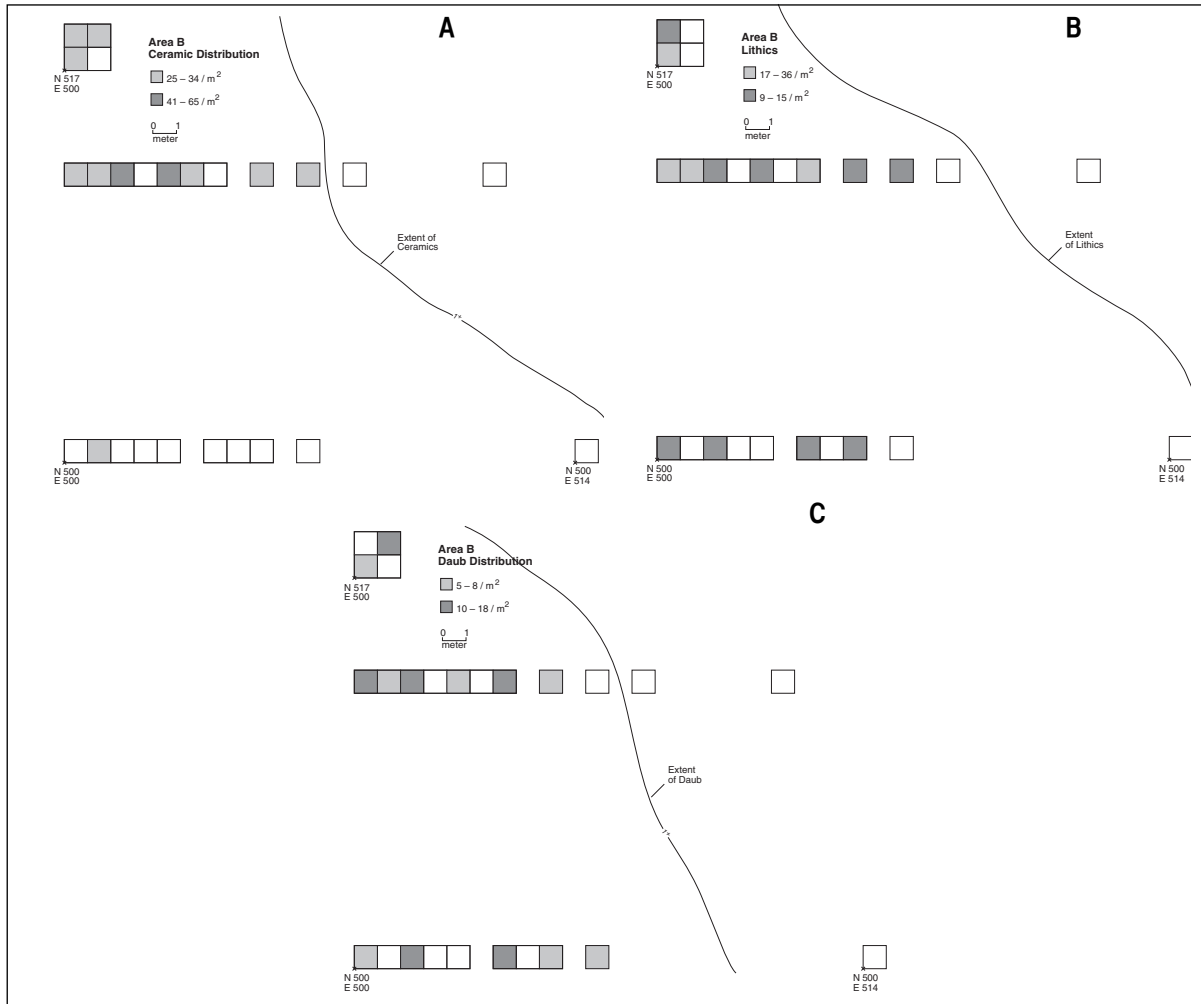 A
Area B
Ceramic Distribution
25 – 34 / m²
41 – 65 / m²
0 1
meter
N 517
E 500
Extent of
Ceramics
N 500
E 500
N 500
E 514
B
Area B
Lithics
17 – 36 / m²
9 – 15 / m²
0 1
meter
N 517
E 500
Extent
of Lithics
N 500
E 500
N 500
E 514
C
Area B
Daub Distribution
5 – 8 / m²
10 – 18 / m²
0 1
meter
N 517
E 500
Extent
of Daub
N 500
E 500
N 500
E 514